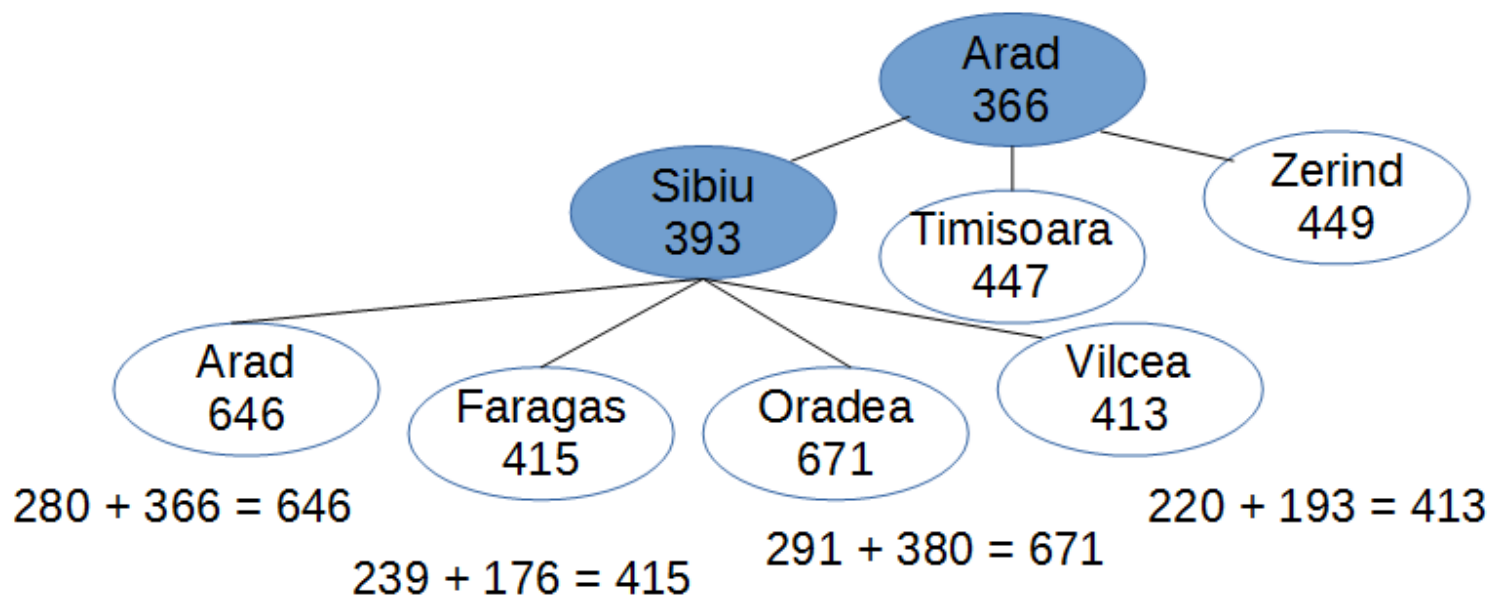 Arad
366
Sibiu
393
Timisoara
447
Zerind
449
Arad
646
Faragas
415
Oradea
671
Vilcea
413
280 + 366 = 646
239 + 176 = 415
291 + 380 = 671
220 + 193 = 413